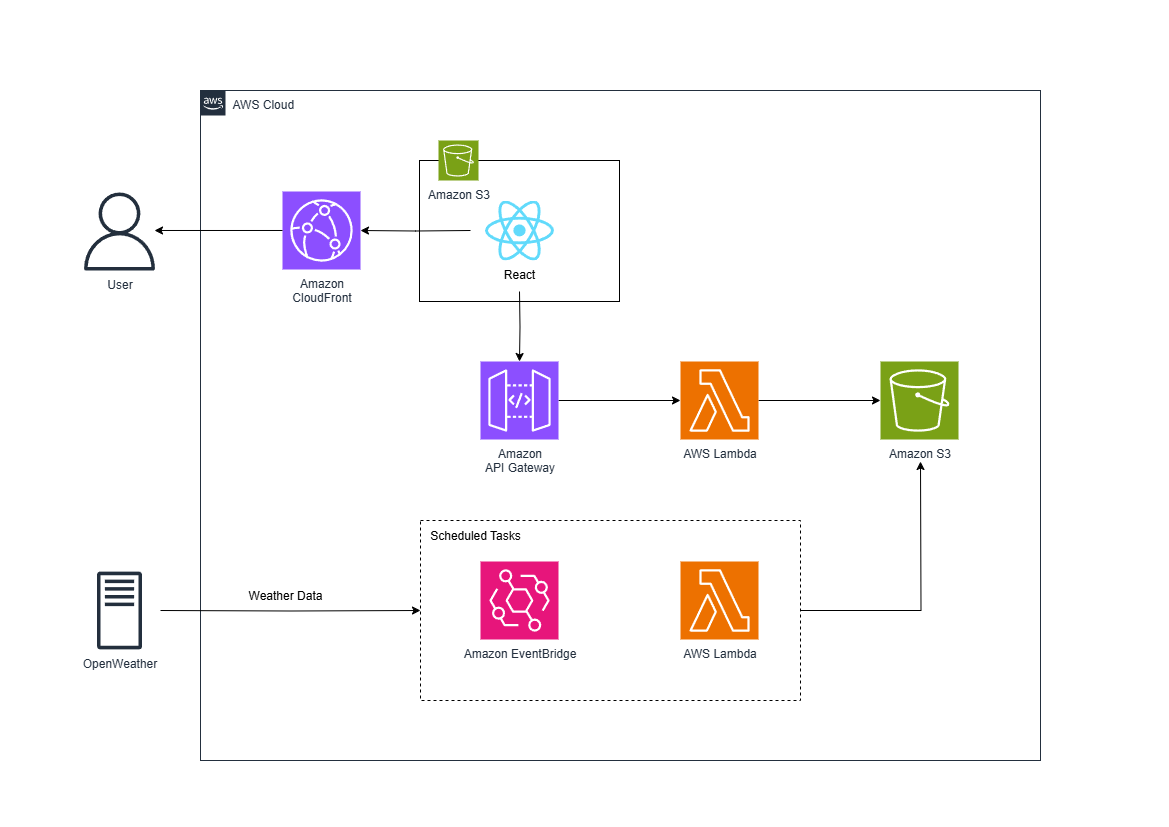 aws
AWS Cloud
Amazon S3
User
Amazon
CloudFront
React
</>
Amazon
API Gateway
AWS Lambda
Amazon S3
Scheduled Tasks
Weather Data
OpenWeather
Amazon EventBridge
AWS Lambda